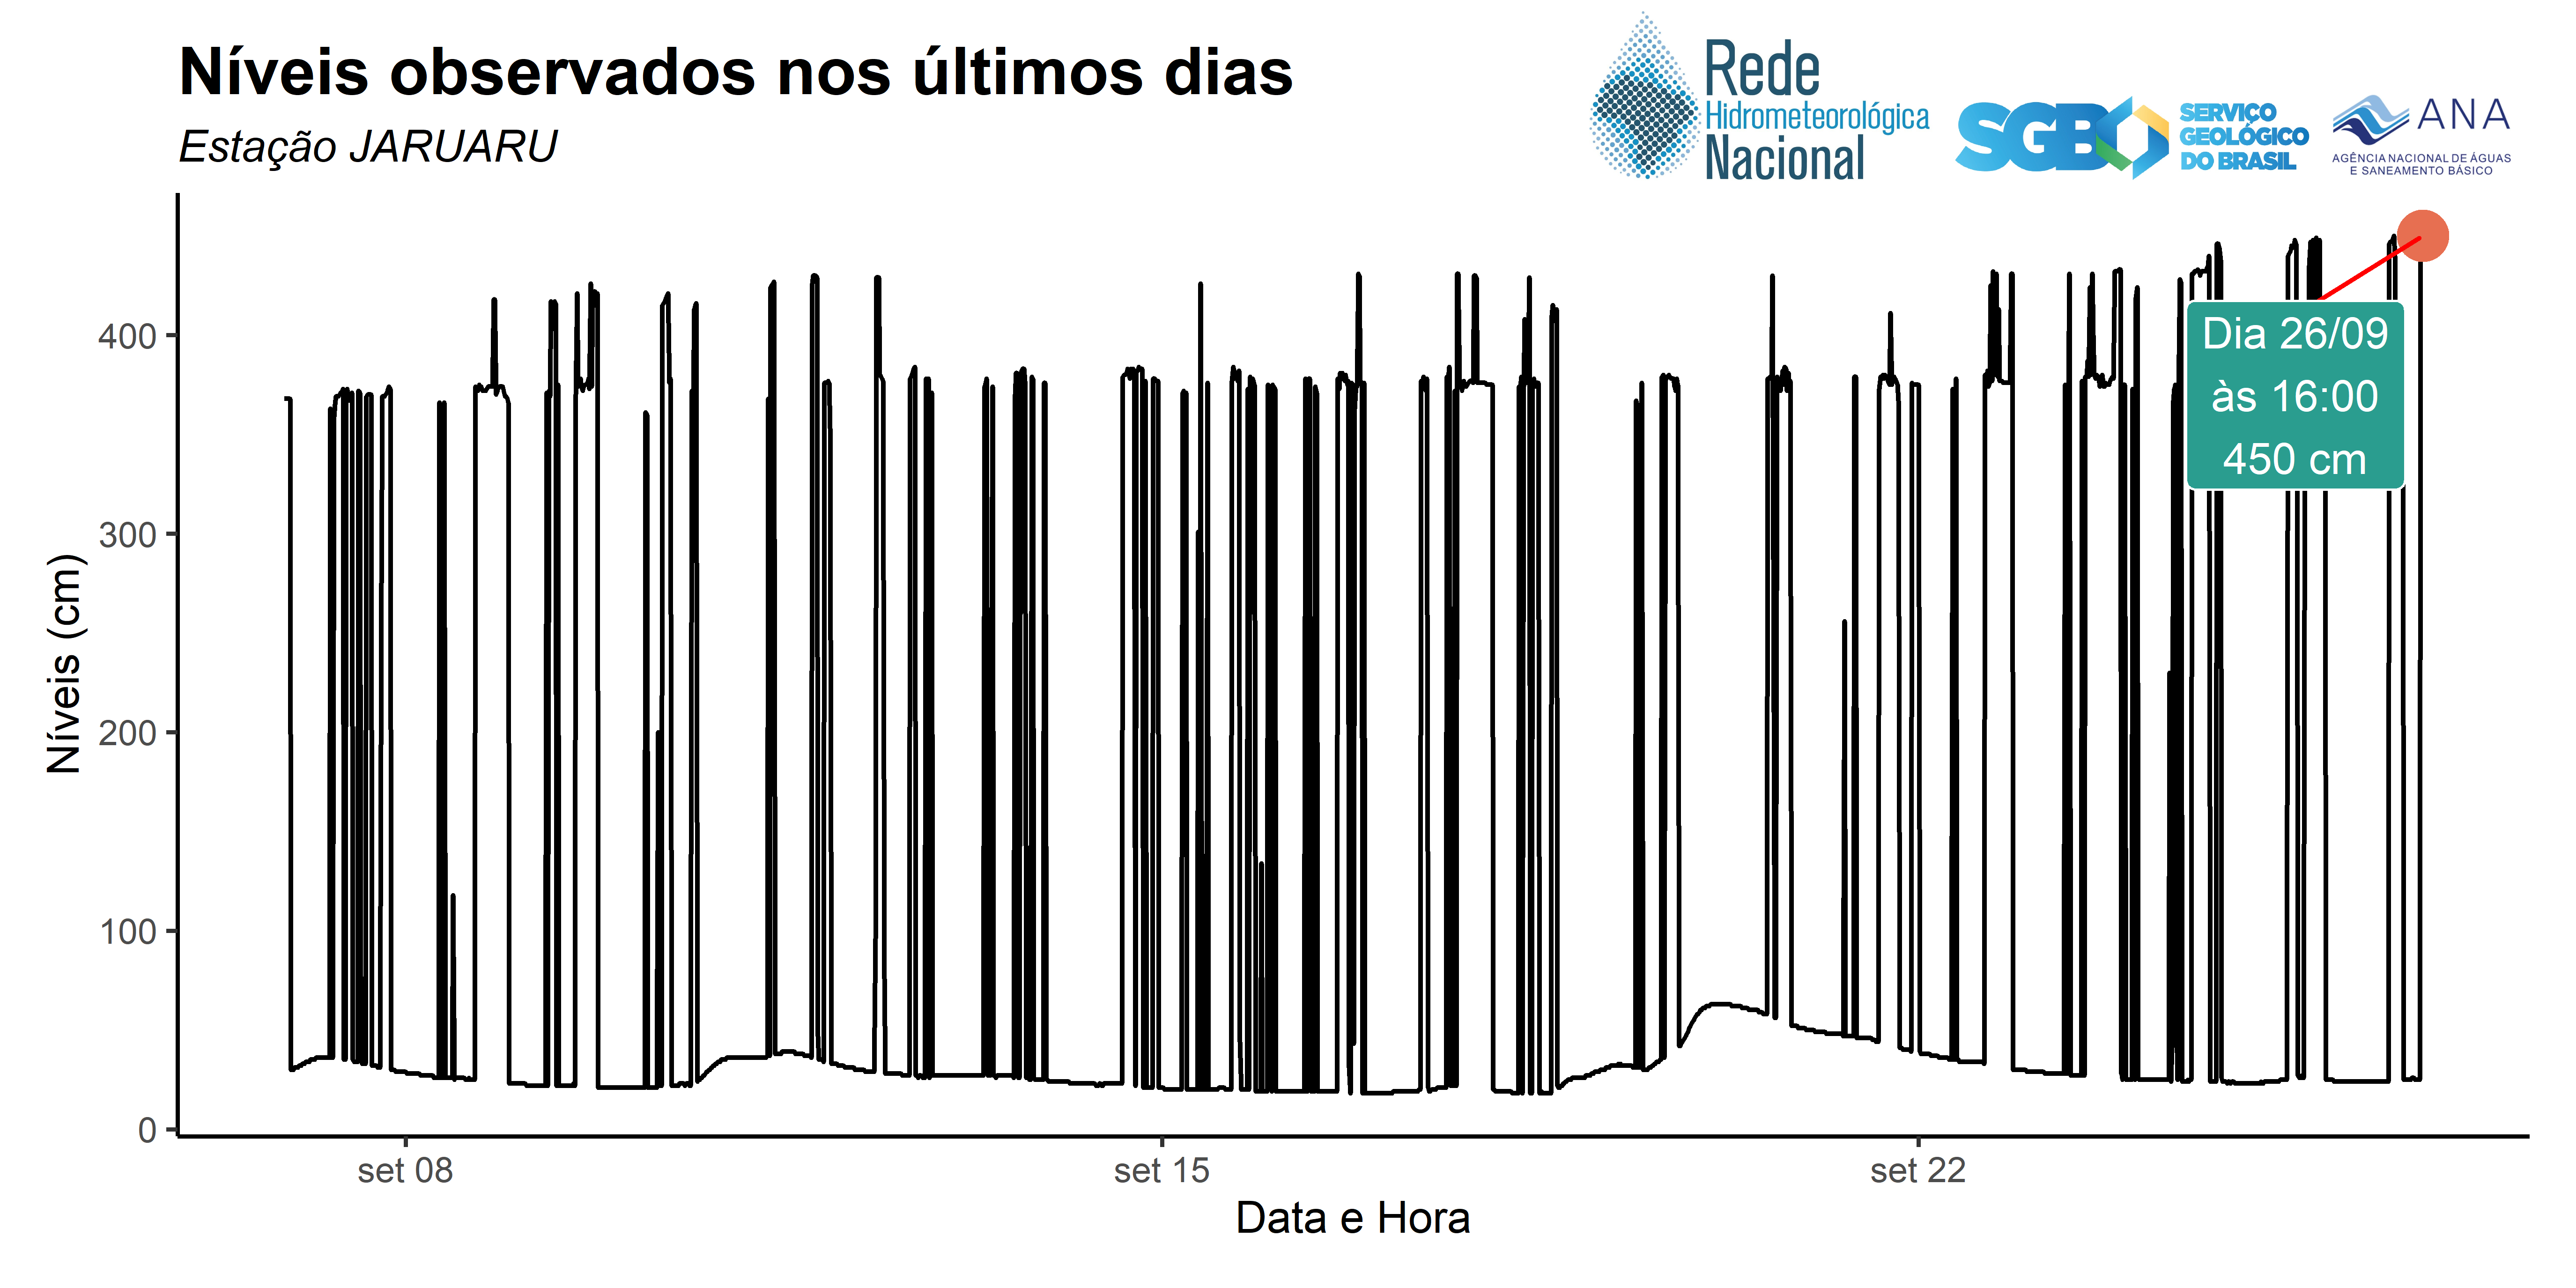 Níveis observados nos últimos dias
Estação JARUARU
Rede
Hidrometeorológica
Nacional
SGB
SERVIÇO
GEOLÓGICO
DO BRASIL
ANA
AGÊNCIA NACIONAL DE ÁGUAS
E SANEAMENTO BÁSICO
Níveis (cm)
400
300
200
100
0
Dia 26/09
às 16:00
450 cm
set 08
set 15
set 22
Data e Hora